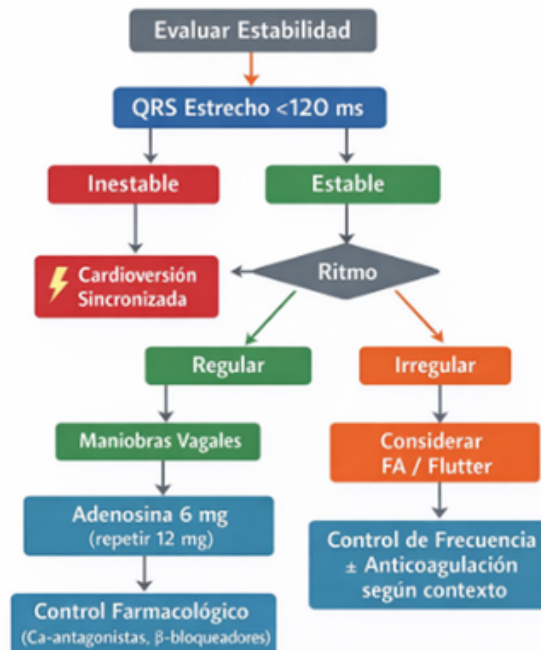 Evaluar Estabilidad
QRS Estrecho <120 ms
Inestable
Estable
Cardioversión
Sincronizada
Ritmo
Regular
Irregular
Maniobras Vagales
Considerar
FA / Flutter
Adenosina 6 mg
(repetir 12 mg)
Control de Frecuencia
± Anticoagulación
según contexto
Control Farmacológico
(Ca-antagonistas, β-bloqueadores)